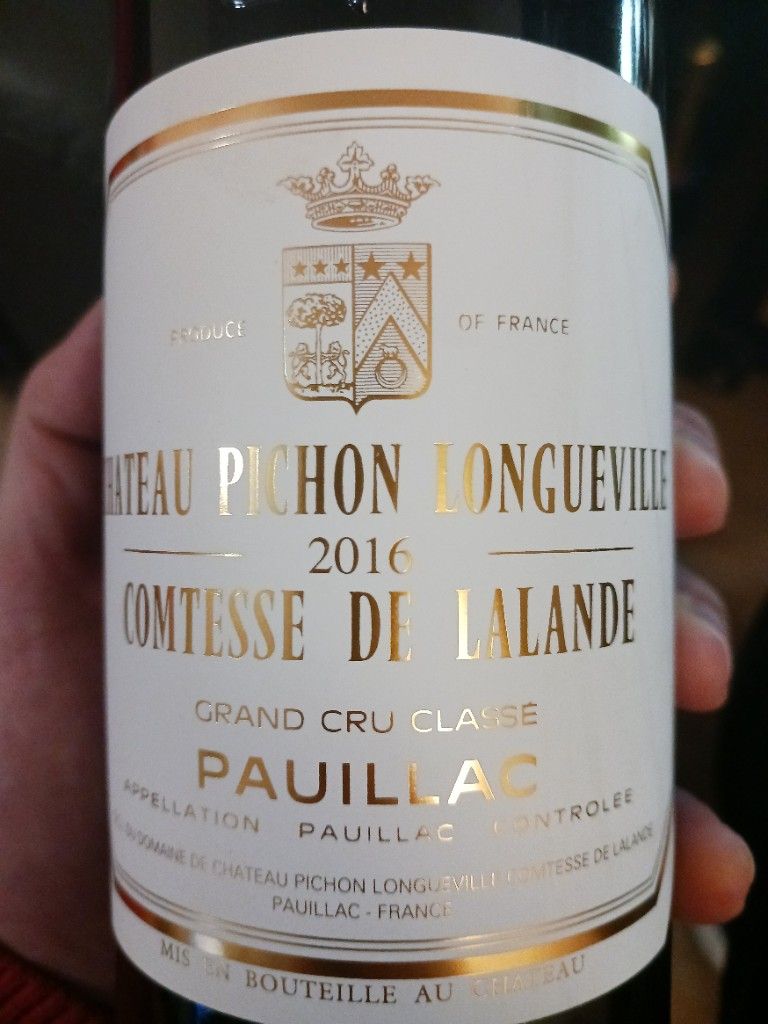 PRODUCE OF FRANCE
CHATEAU PICHON LONGUEVILLE
2016
COMTESSE DE LALANDE
GRAND CRU CLASSÉ
PAUILLAC
APPELLATION PAUILLAC CONTROLÉE
DU DOMAINE DE CHATEAU PICHON LONGUEVILLE COMTESSE DE LALANDE
PAUILLAC - FRANCE
MIS EN BOUTEILLE AU CHATEAU